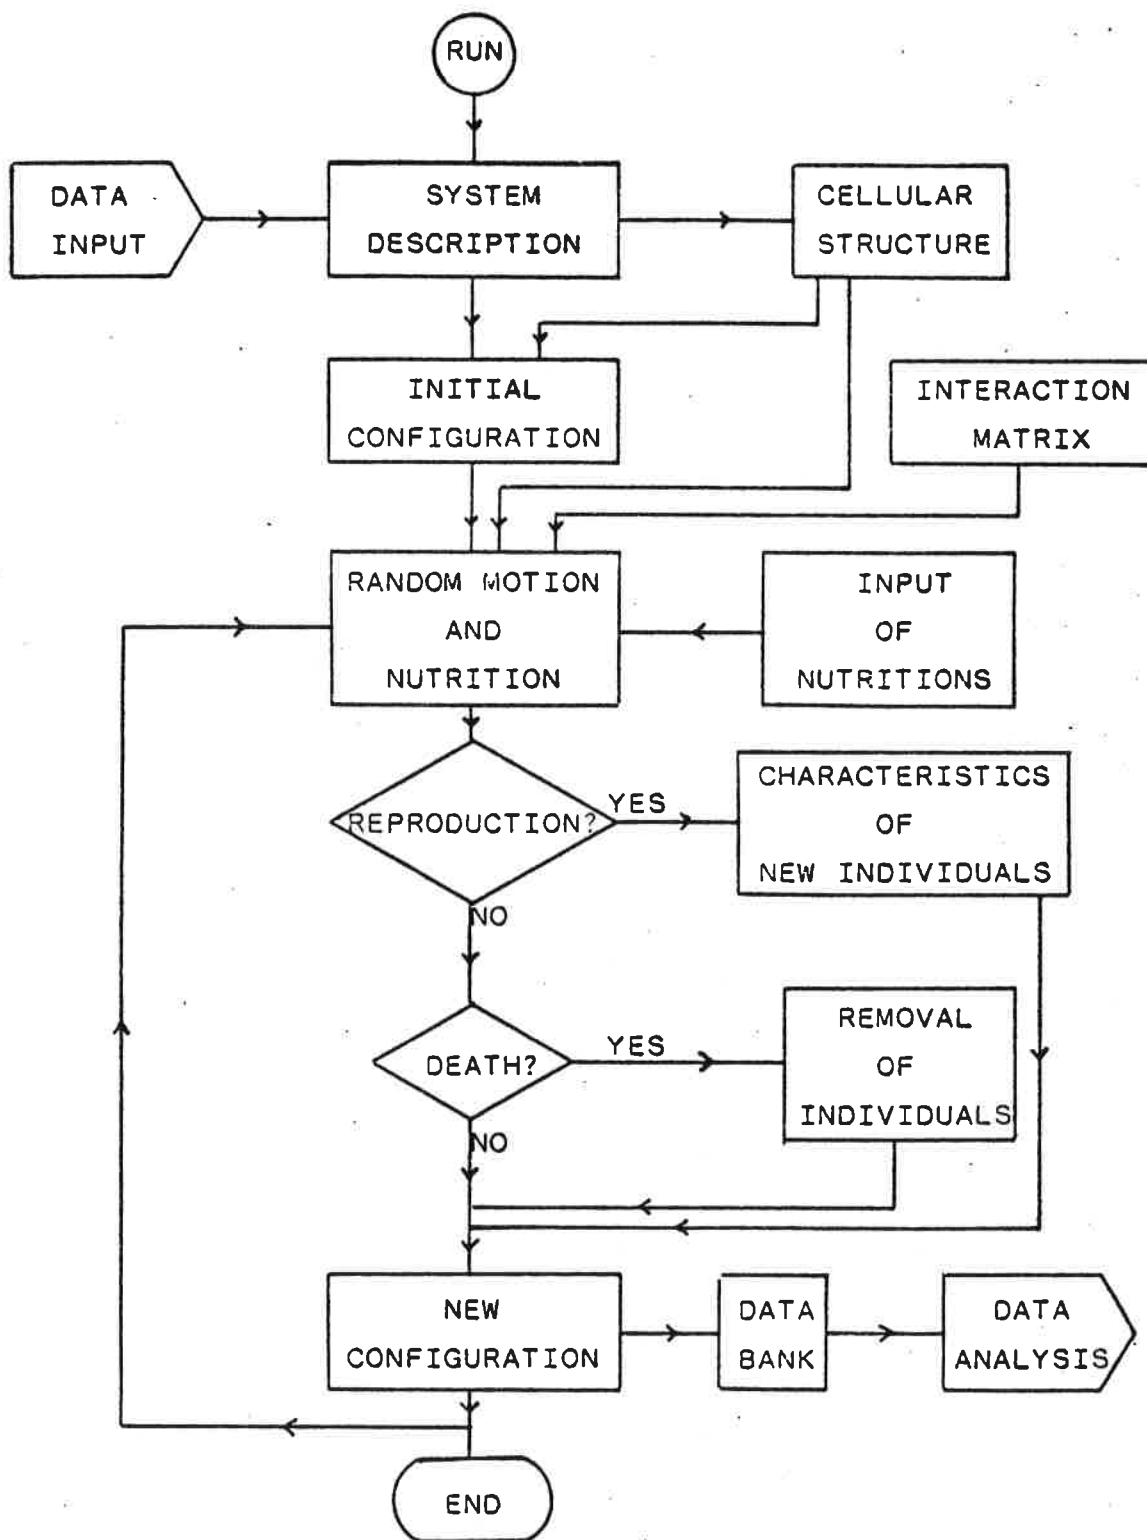 RUN
DATA
INPUT
SYSTEM
DESCRIPTION
CELLULAR
STRUCTURE
INITIAL
CONFIGURATION
INTERACTION
MATRIX
RANDOM MOTION
AND
NUTRITION
INPUT
OF
NUTRITIONS
REPRODUCTION?
YES
CHARACTERISTICS
OF
NEW INDIVIDUALS
NO
DEATH?
YES
REMOVAL
OF
INDIVIDUALS
NO
NEW
CONFIGURATION
DATA
BANK
DATA
ANALYSIS
END